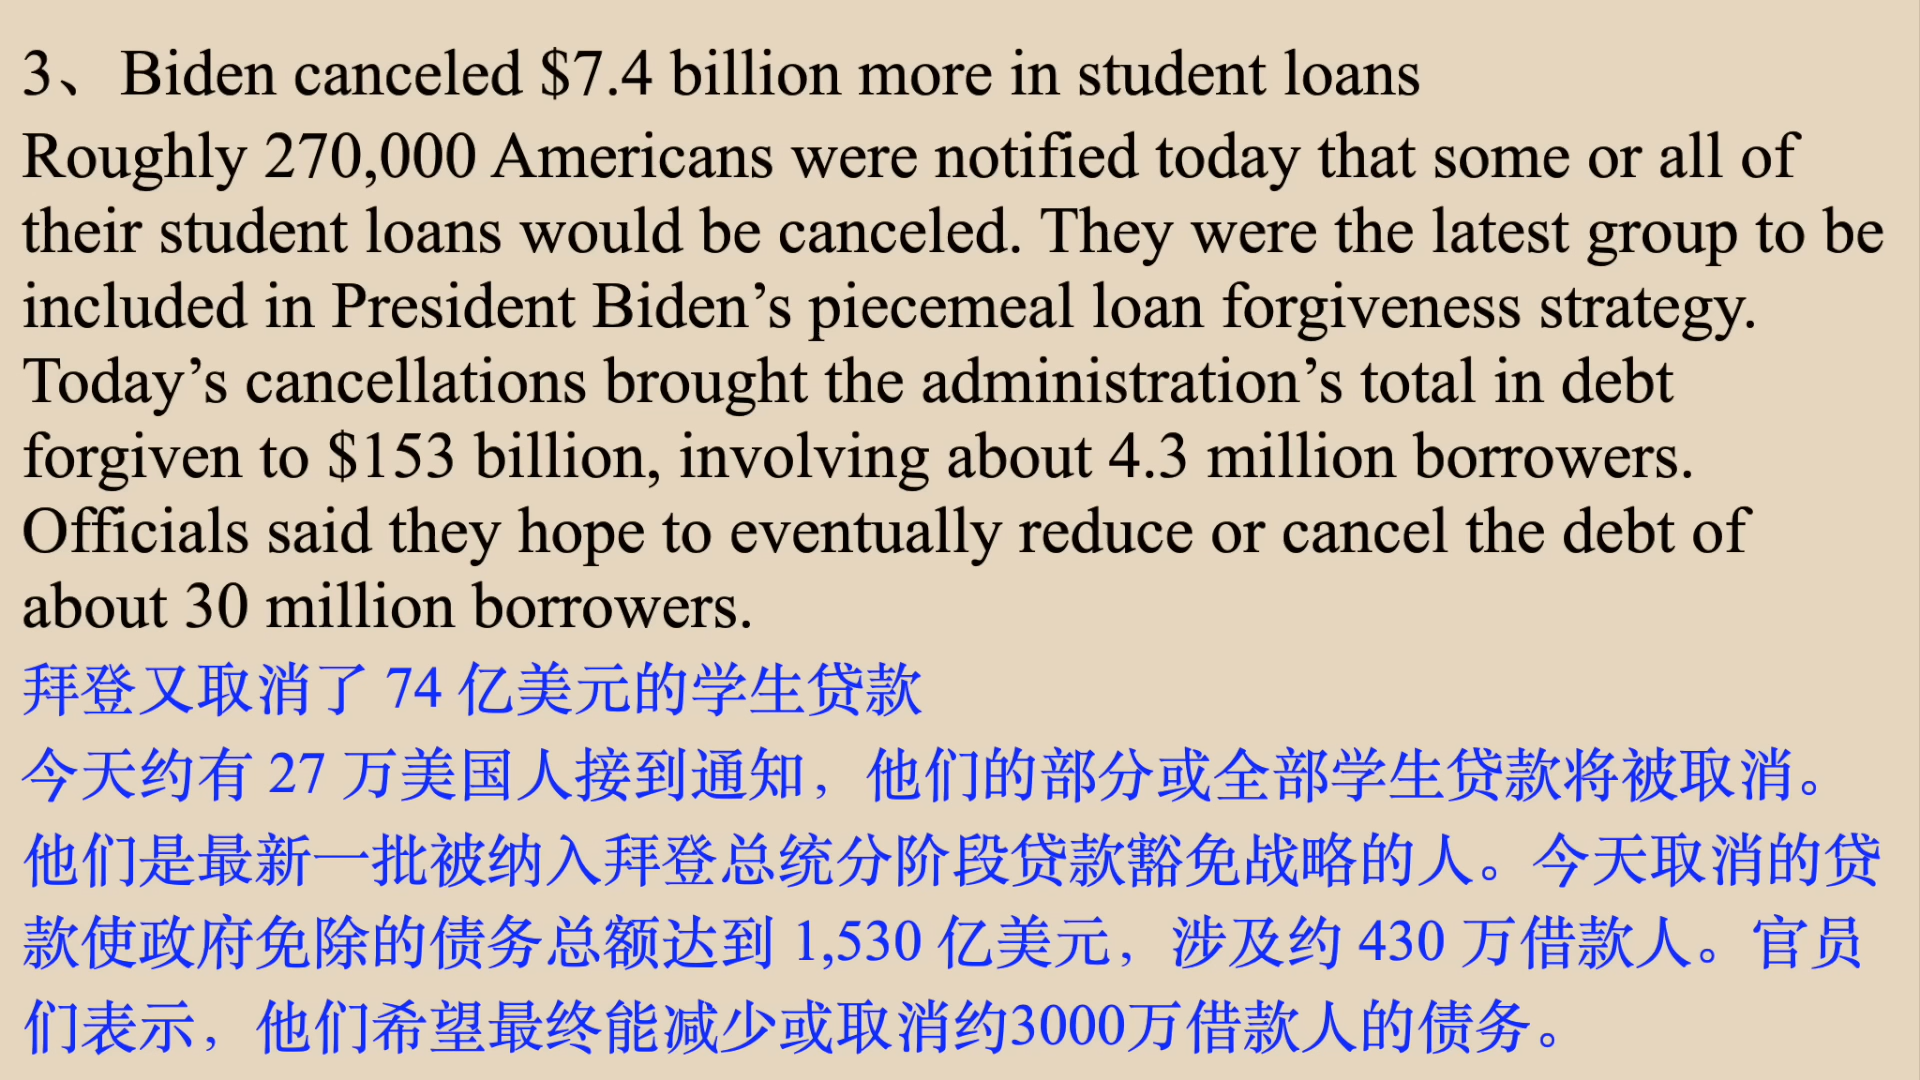 3、Biden canceled $7.4 billion more in student loans
Roughly 270,000 Americans were notified today that some or all of
their student loans would be canceled. They were the latest group to be
included in President Biden’s piecemeal loan forgiveness strategy.
Today’s cancellations brought the administration’s total in debt
forgiven to $153 billion, involving about 4.3 million borrowers.
Officials said they hope to eventually reduce or cancel the debt of
about 30 million borrowers.
拜登又取消了 74 亿美元的学生贷款
今天约有 27 万美国人接到通知，他们的部分或全部学生贷款将被取消。
他们是最新一批被纳入拜登总统分阶段贷款豁免战略的人。今天取消的贷
款使政府免除的债务总额达到 1,530 亿美元，涉及约 430 万借款人。官员
们表示，他们希望最终能减少或取消约3000万借款人的债务。